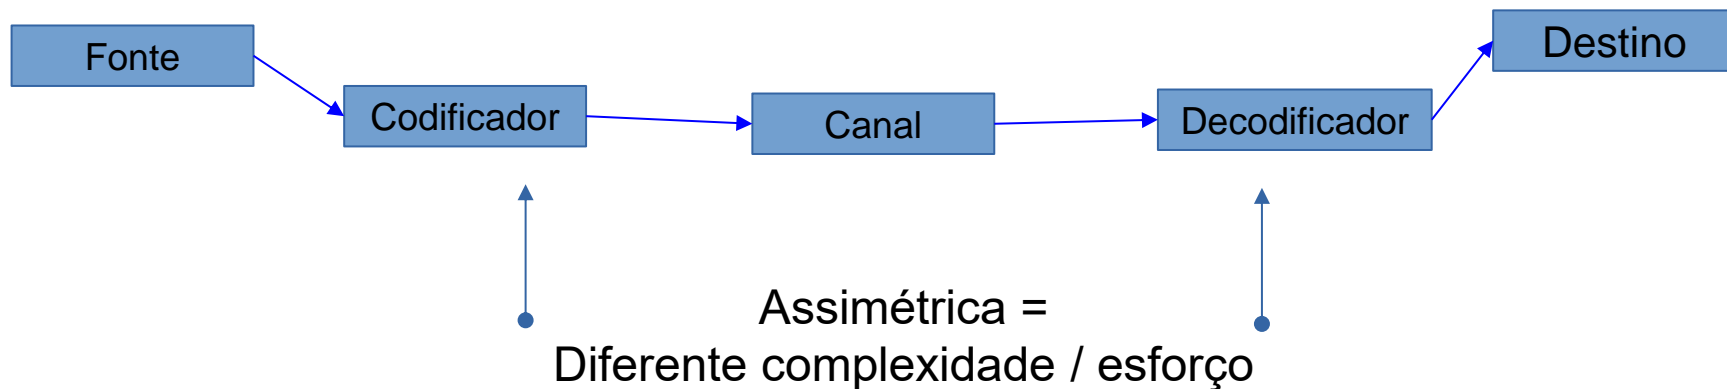 Fonte
Codificador
Canal
Decodificador
Destino
Assimétrica =
Diferente complexidade / esforço